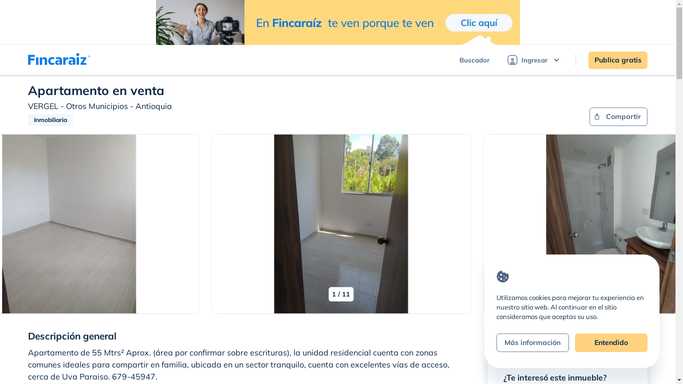 En Fincaraíz te ven porque te ven
Clic aquí
Fincaraiz
Buscador
Ingresar
Publica gratis
Apartamento en venta
VERGEL - Otros Municipios - Antioquia
Inmobiliaria
Compartir
1 / 11
Descripción general
Apartamento de 55 Mtrs² Aprox. (área por confirmar sobre escrituras), la unidad residencial cuenta con zonas
comunes ideales para compartir en familia, ubicada en un sector tranquilo, cuenta con excelentes vías de acceso,
cerca de Uva Paraiso. 679-45947.
Utilizamos cookies para mejorar tu experiencia en
nuestro sitio web. Al continuar en el sitio
consideramos que aceptas su uso.
Más información
Entendido
¿Te interesó este inmueble?